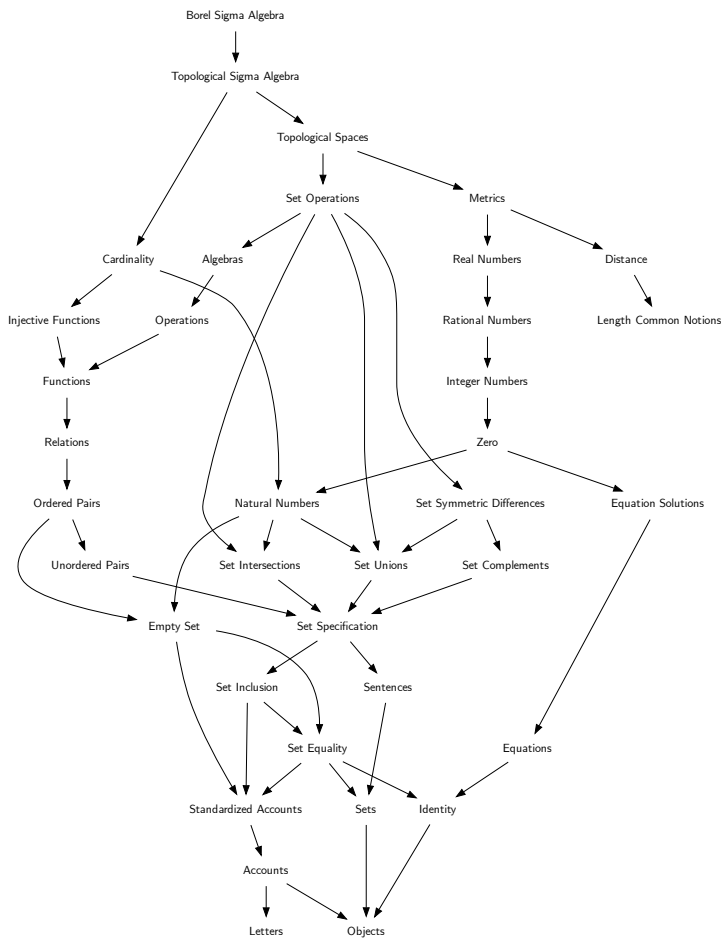 Borel Sigma Algebra
Topological Sigma Algebra
Topological Spaces
Set Operations
Metrics
Cardinality
Algebras
Real Numbers
Distance
Injective Functions
Operations
Rational Numbers
Length Common Notions
Functions
Integer Numbers
Relations
Zero
Ordered Pairs
Natural Numbers
Set Symmetric Differences
Equation Solutions
Unordered Pairs
Set Intersections
Set Unions
Set Complements
Empty Set
Set Specification
Set Inclusion
Sentences
Set Equality
Equations
Standardized Accounts
Sets
Identity
Accounts
Letters
Objects